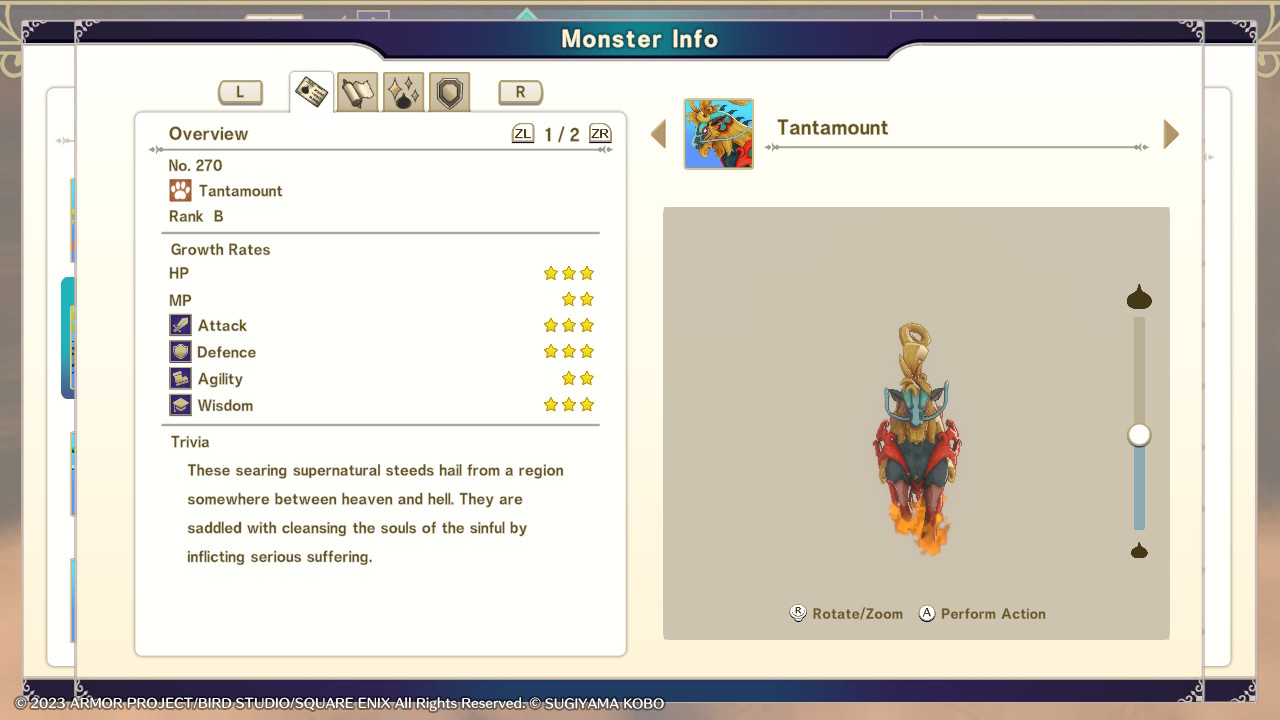 Monster Info
L
R
Overview
ZL 1 / 2 ZR
No. 270
Tantamount
Rank B
Growth Rates
HP
MP
Attack
Defence
Agility
Wisdom
Trivia
These searing supernatural steeds hail from a region
somewhere between heaven and hell. They are
saddled with cleansing the souls of the sinful by
inflicting serious suffering.
Tantamount
R Rotate/Zoom A Perform Action
© 2023 ARMOR PROJECT/BIRD STUDIO/SQUARE ENIX All Rights Reserved. © SUGIYAMA KOBO